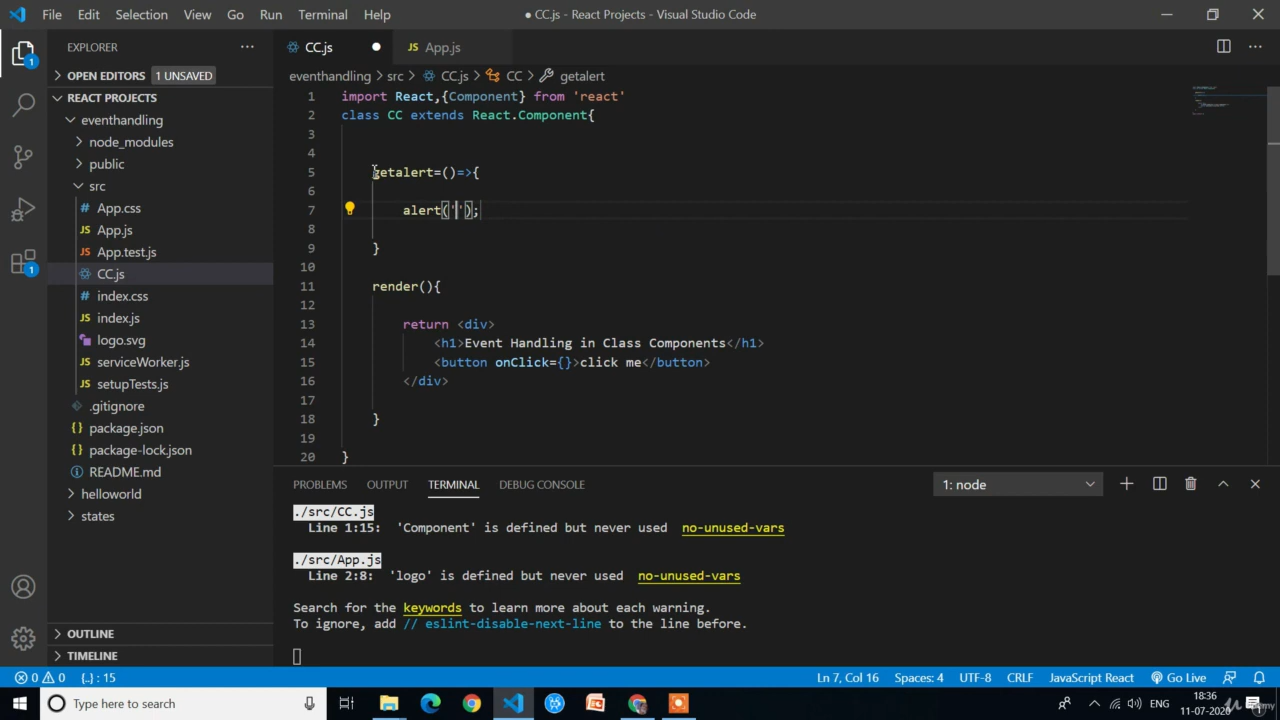 File Edit Selection View Go Run Terminal Help
● CC.js - React Projects - Visual Studio Code
EXPLORER
OPEN EDITORS 1 UNSAVED
REACT PROJECTS
eventhandling
node_modules
public
src
# App.css
JS App.js
JS App.test.js
CC.js
# index.css
JS index.js
logo.svg
JS serviceWorker.js
JS setupTests.js
.gitignore
{} package.json
{} package-lock.json
README.md
helloworld
states
OUTLINE
TIMELINE
1
1
CC.js ●
JS App.js
eventhandling > src > CC.js > CC > getalert
1 import React,{Component} from 'react'
2 class CC extends React.Component{
3
4
5 getalert=()=>{
6
7 alert('');
8
9 }
10
11 render(){
12
13 return <div>
14 <h1>Event Handling in Class Components</h1>
15 <button onClick={}>click me</button>
16 </div>
17
18 }
19
20 }
PROBLEMS OUTPUT TERMINAL DEBUG CONSOLE
1: node
./src/CC.js
Line 1:15: 'Component' is defined but never used no-unused-vars
./src/App.js
Line 2:8: 'logo' is defined but never used no-unused-vars
Search for the keywords to learn more about each warning.
To ignore, add // eslint-disable-next-line to the line before.
0 0 {..} : 15
Ln 7, Col 16 Spaces: 4 UTF-8 CRLF JavaScript React Go Live
Type here to search
ENG
18:36
11-07-2020